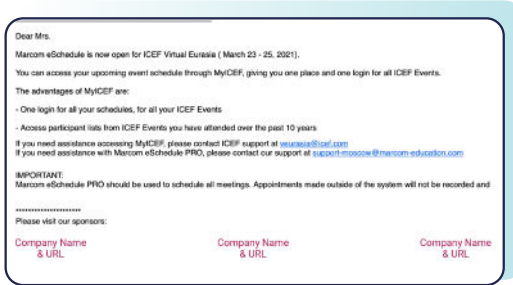 Dear Mrs.
Marcom eSchedule is now open for ICEF Virtual Eurasia ( March 23 - 25, 2021).
You can access your upcoming event schedule through MyICEF, giving you one place and one login for all ICEF Events.
The advantages of MyICEF are:
- One login for all your schedules, for all your ICEF Events
- Access participant lists from ICEF Events you have attended over the past 10 years
If you need assistance accessing MyICEF, please contact ICEF support at veurasia@icef.com
If you need assistance with Marcom eSchedule PRO, please contact our support at support-moscow@marcom-education.com
IMPORTANT:
Marcom eSchedule PRO should be used to schedule all meetings. Appointments made outside of the system will not be recorded and
********************
Please visit our sponsors:
Company Name Company Name Company Name
& URL & URL & URL